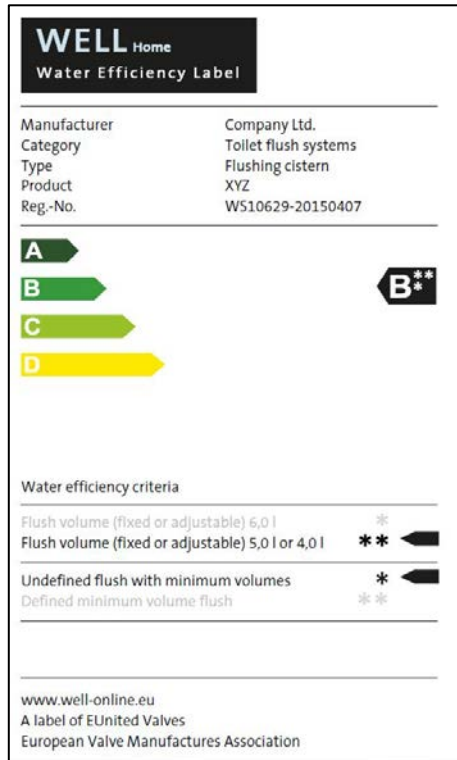 WELL Home
Water Efficiency Label
Manufacturer Company Ltd.
Category Toilet flush systems
Type Flushing cistern
Product XYZ
Reg.-No. WS10629-20150407
A
B B***
C
D
Water efficiency criteria
Flush volume (fixed or adjustable) 6,0 l *
Flush volume (fixed or adjustable) 5,0 l or 4,0 l **
Undefined flush with minimum volumes *
Defined minimum volume flush **
www.well-online.eu
A label of EUnited Valves
European Valve Manufactures Association